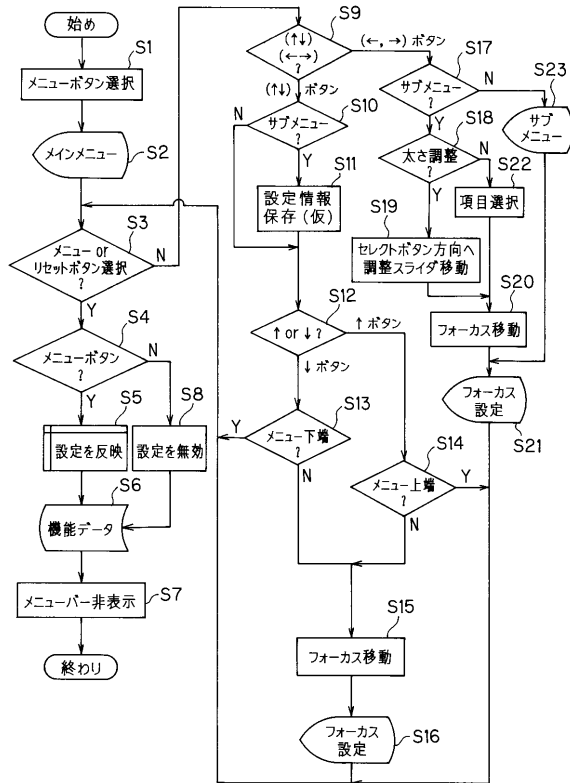 始め
S1
メニューボタン選択
S2
メインメニュー
S3
メニュー or
リセットボタン選択
?
N
Y
S4
メニューボタン
?
N
Y
S5
設定を反映
S8
設定を無効
S6
機能データ
メニューバー非表示
S7
終わり
S9
(↑↓)
(←→)
?
(←,→) ボタン
(↑↓) ボタン
S10
サブメニュー
?
N
Y
S11
設定情報
保存(仮)
S12
↑ or ↓ ?
↑ ボタン
↓ ボタン
S13
メニュー下端
?
Y
N
S14
メニュー上端
?
Y
N
S15
フォーカス移動
フォーカス
設定
S16
S17
サブメニュー
?
N
Y
S18
太さ調整
?
N
Y
S19
セレクトボタン方向へ
調整スライダ移動
S22
項目選択
S23
サブ
メニュー
S20
フォーカス移動
フォーカス
設定
S21